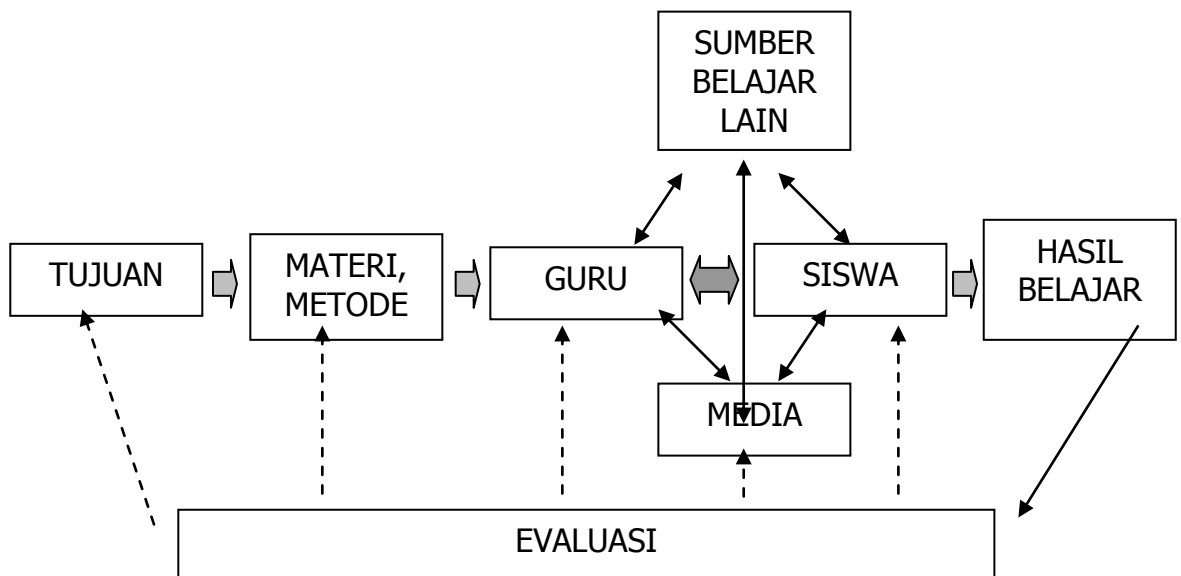 SUMBER
BELAJAR
LAIN
TUJUAN
MATERI,
METODE
GURU
SISWA
HASIL
BELAJAR
MEDIA
EVALUASI